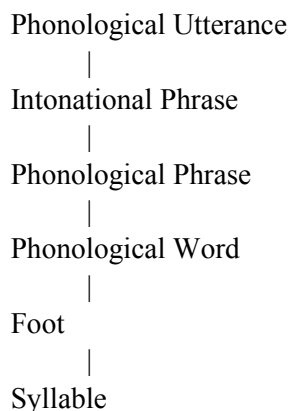 Phonological Utterance
Intonational Phrase
Phonological Phrase
Phonological Word
Foot
Syllable